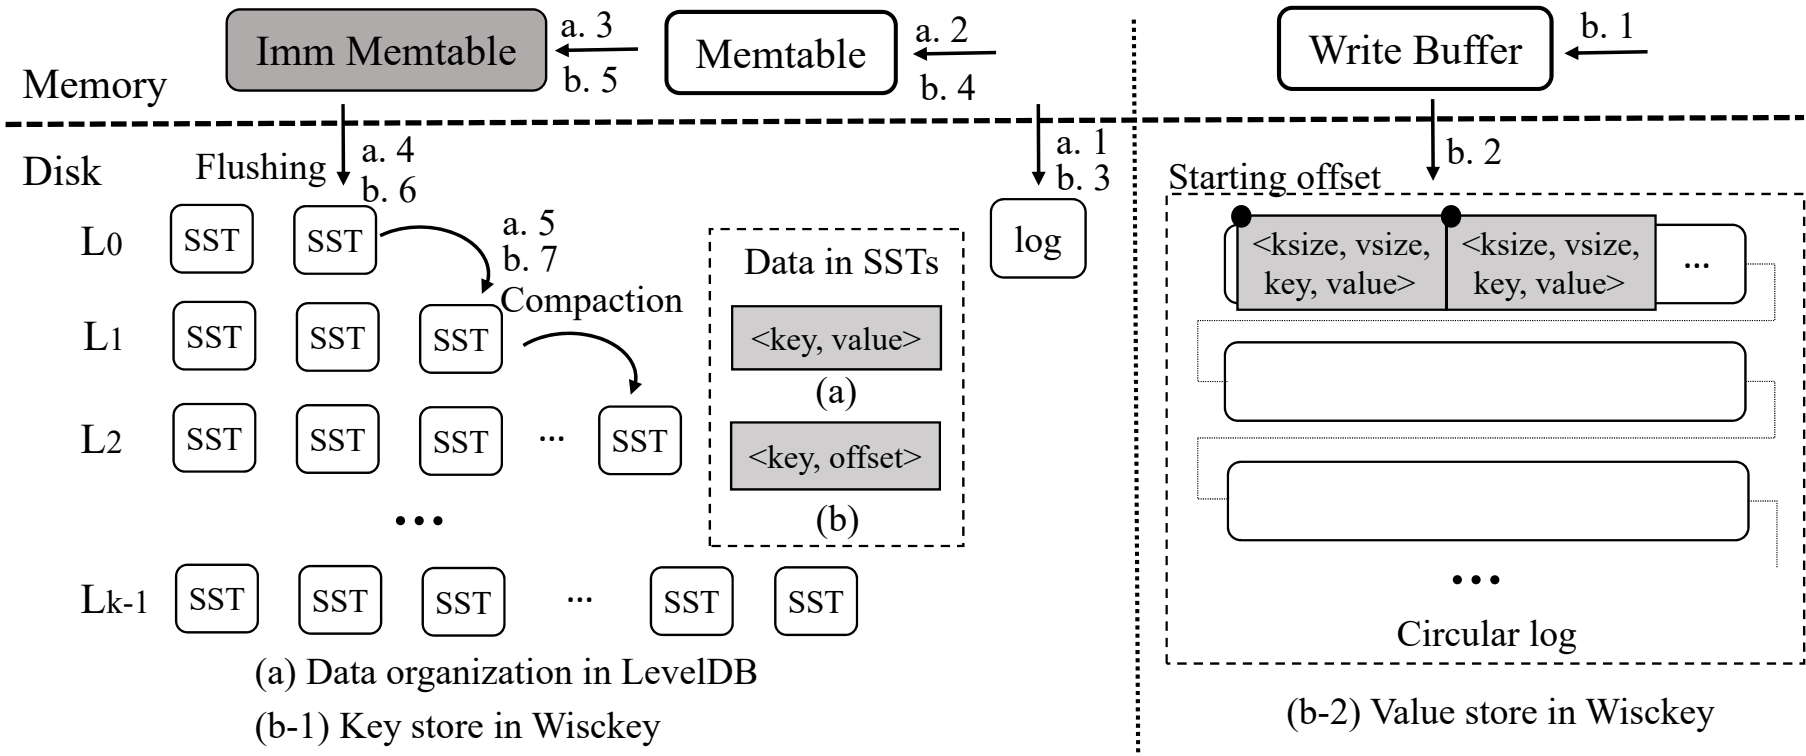 a. 3
Imm Memtable
b. 5
a. 2
Memtable
b. 4
b. 1
Write Buffer
Memory
Disk
Flushing
a. 4
b. 6
a. 1
b. 3
b. 2
Starting offset
L0
SST
SST
a. 5
b. 7
Compaction
log
L1
SST
SST
SST
L2
SST
SST
SST
...
SST
...
Lk-1
SST
SST
SST
...
SST
SST
Data in SSTs
<key, value>
(a)
<key, offset>
(b)
<ksize, vsize,
key, value>
<ksize, vsize,
key, value>
...
...
Circular log
(a) Data organization in LevelDB
(b-1) Key store in Wisckey
(b-2) Value store in Wisckey